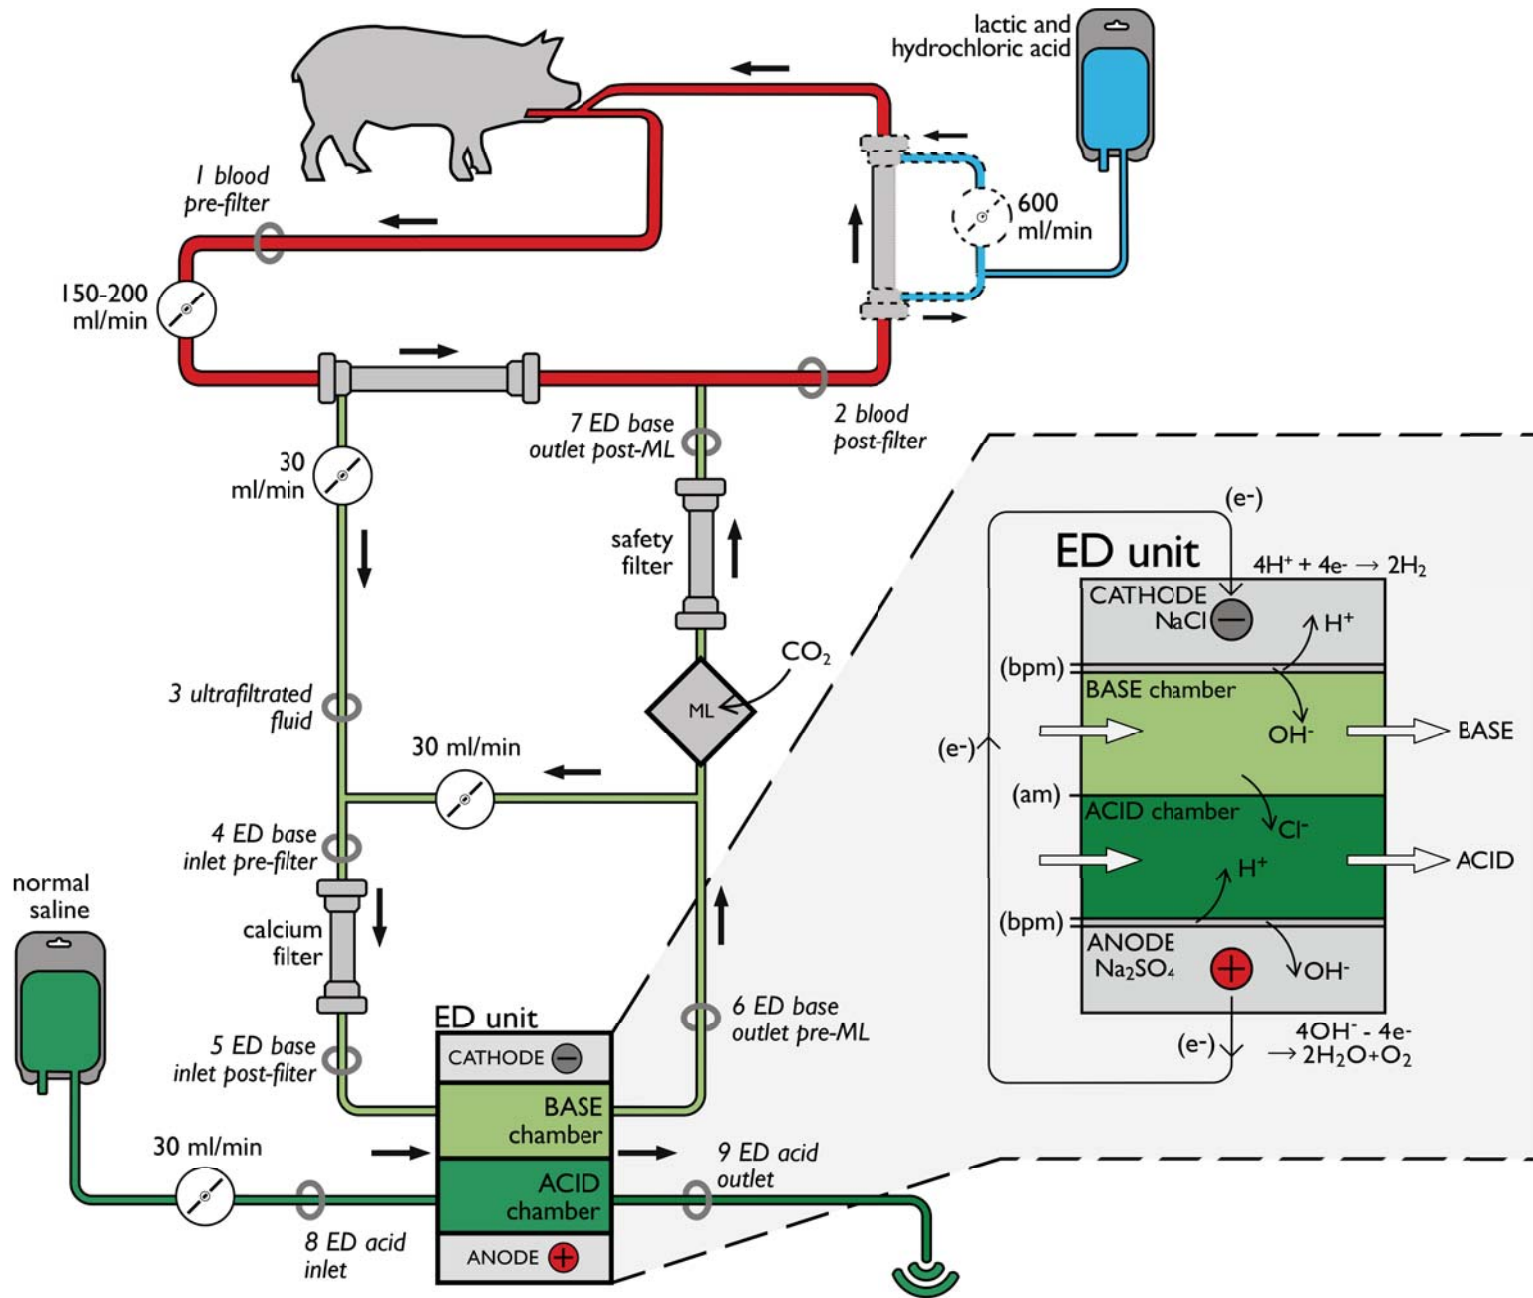 lactic and
hydrochloric acid
1 blood
pre-filter
600
ml/min
150-200
ml/min
7 ED base
outlet post-ML
2 blood
post-filter
30
ml/min
safety
filter
CO₂
ML
3 ultrafiltrated
fluid
30 ml/min
4 ED base
inlet pre-filter
normal
saline
calcium
filter
5 ED base
inlet post-filter
6 ED base
outlet pre-ML
ED unit
CATHODE −
BASE
chamber
ACID
chamber
ANODE +
30 ml/min
8 ED acid
inlet
9 ED acid
outlet
(e-)
ED unit
4H⁺ + 4e- → 2H₂
CATHODE
NaCl −
H⁺
(bpm)
BASE chamber
OH-
BASE
(e-)
(am)
ACID chamber
Cl-
H⁺
ACID
(bpm)
ANODE
Na₂SO₄ +
OH-
(e-)
4OH⁻ - 4e-
→ 2H₂O+O₂